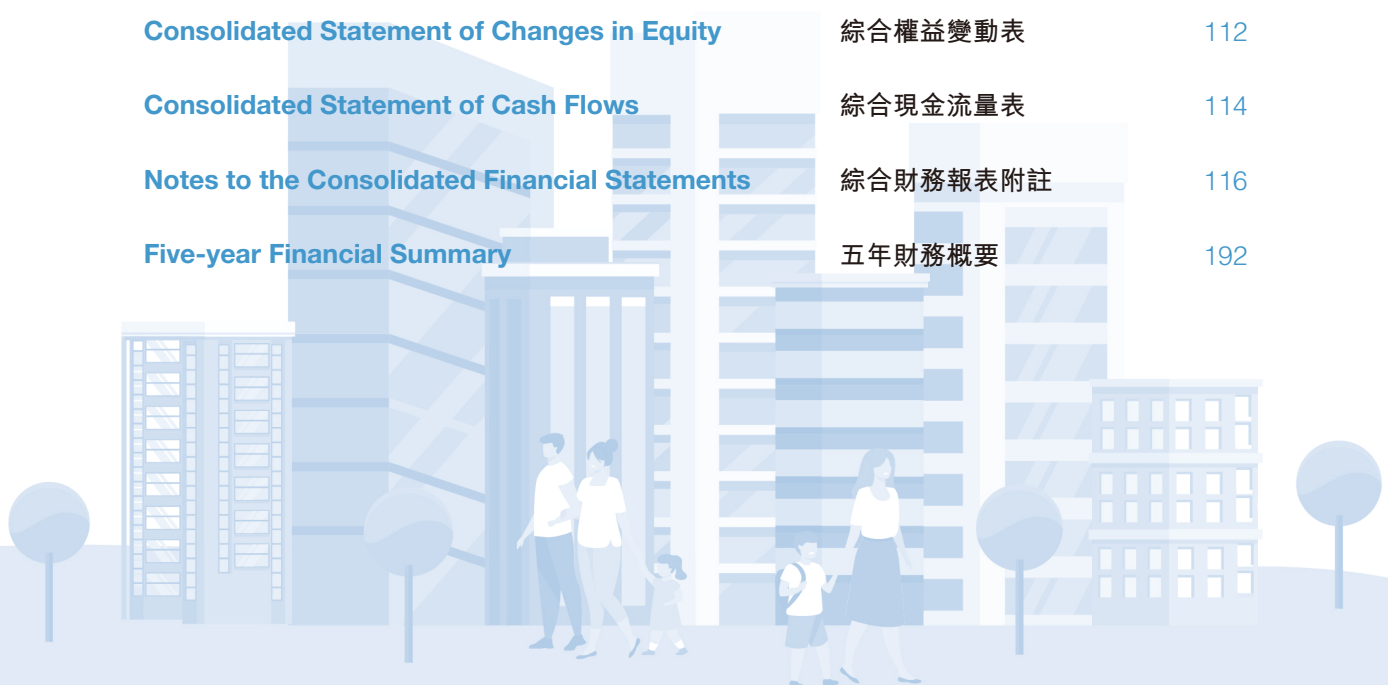 Consolidated Statement of Changes in Equity 綜合權益變動表 112
Consolidated Statement of Cash Flows 綜合現金流量表 114
Notes to the Consolidated Financial Statements 綜合財務報表附註 116
Five-year Financial Summary 五年財務概要 192